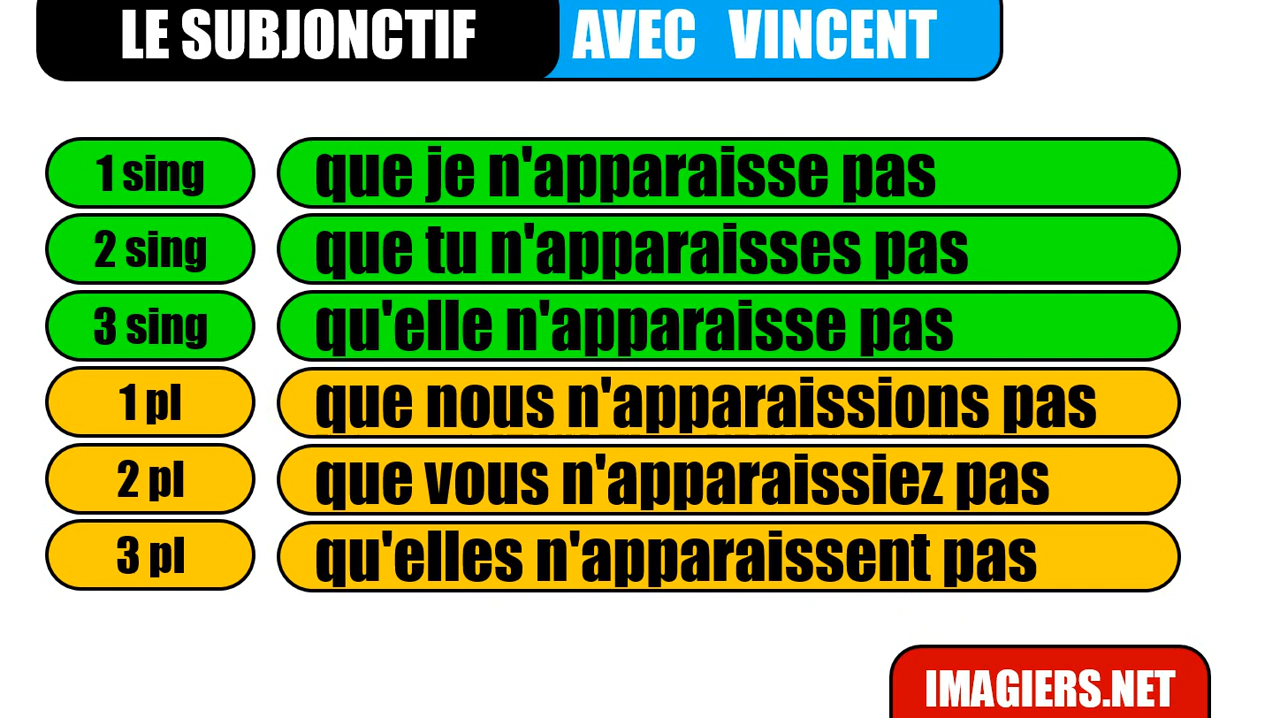 LE SUBJONCTIF AVEC VINCENT
1 sing que je n'apparaisse pas
2 sing que tu n'apparaisses pas
3 sing qu'elle n'apparaisse pas
1 pl que nous n'apparaissions pas
2 pl que vous n'apparaissiez pas
3 pl qu'elles n'apparaissent pas
IMAGIERS.NET